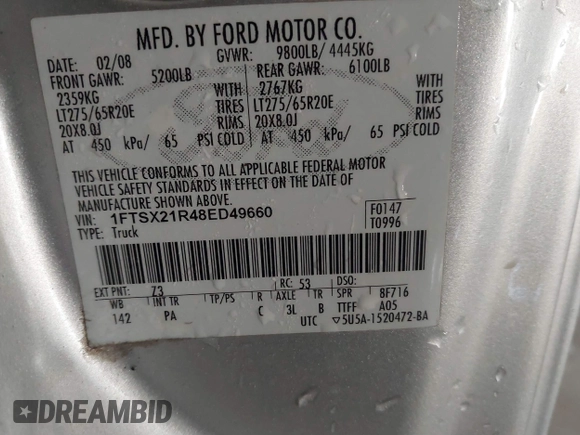 MFD. BY FORD MOTOR CO.
DATE: 02/08 GVWR: 9800LB/ 4445KG
FRONT GAWR: 5200LB REAR GAWR: 6100LB
2359KG WITH 2767KG WITH
LT275/65R20E TIRES LT275/65R20E TIRES
20X8.0J RIMS 20X8.0J RIMS
AT 450 kPa/ 65 PSI COLD AT 450 kPa/ 65 PSI COLD
THIS VEHICLE CONFORMS TO ALL APPLICABLE FEDERAL MOTOR
VEHICLE SAFETY STANDARDS IN EFFECT ON THE DATE OF
MANUFACTURE SHOWN ABOVE.
VIN: 1FTSX21R48ED49660 F0147
TYPE: Truck T0996
EXT PNT: Z3 RC: 53 DSO:
WB INT TR TP/PS R AXLE TR SPR 8F716
142 PA C 3L B TTFF A05
UTC ▽5U5A-1520472-BA
Ford
DREAMBID